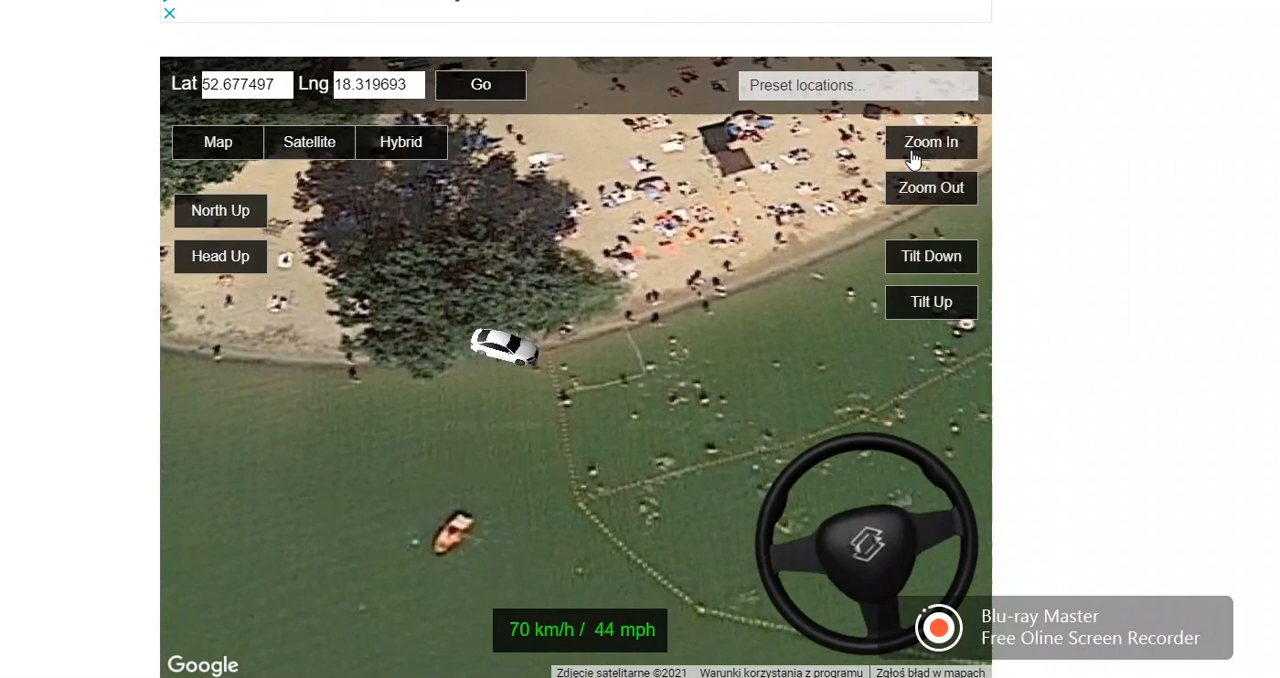 Lat 52.677497 Lng 18.319693 Go Preset locations...
Map Satellite Hybrid Zoom In
Zoom Out
North Up
Head Up Tilt Down
Tilt Up
70 km/h / 44 mph
Blu-ray Master
Free Oline Screen Recorder
Google
Zdjęcie satelitarne ©2021 Warunki korzystania z programu Zgłoś błąd w mapach